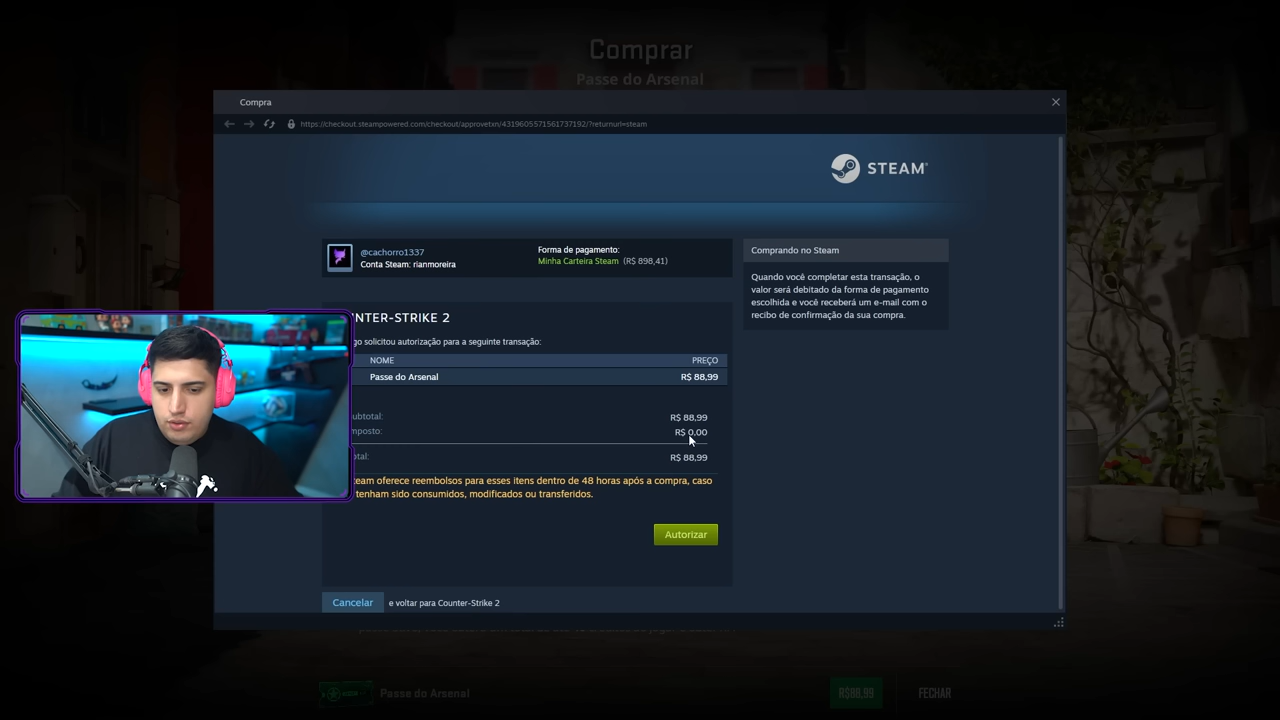 Comprar
Passe do Arsenal
Compra
https://checkout.steampowered.com/checkout/approvetxn/4319605571561737192/?returnurl=steam
STEAM®
@cachorro1337
Conta Steam: rianmoreira
Forma de pagamento:
Minha Carteira Steam (R$ 898,41)
Comprando no Steam
Quando você completar esta transação, o
valor será debitado da forma de pagamento
escolhida e você receberá um e-mail com o
recibo de confirmação da sua compra.
NTER-STRIKE 2
go solicitou autorização para a seguinte transação:
NOME PREÇO
Passe do Arsenal R$ 88,99
ubtotal: R$ 88,99
mposto: R$ 0,00
tal: R$ 88,99
team oferece reembolsos para esses itens dentro de 48 horas após a compra, caso
tenham sido consumidos, modificados ou transferidos.
Autorizar
Cancelar e voltar para Counter-Strike 2
Passe do Arsenal R$88,99 FECHAR